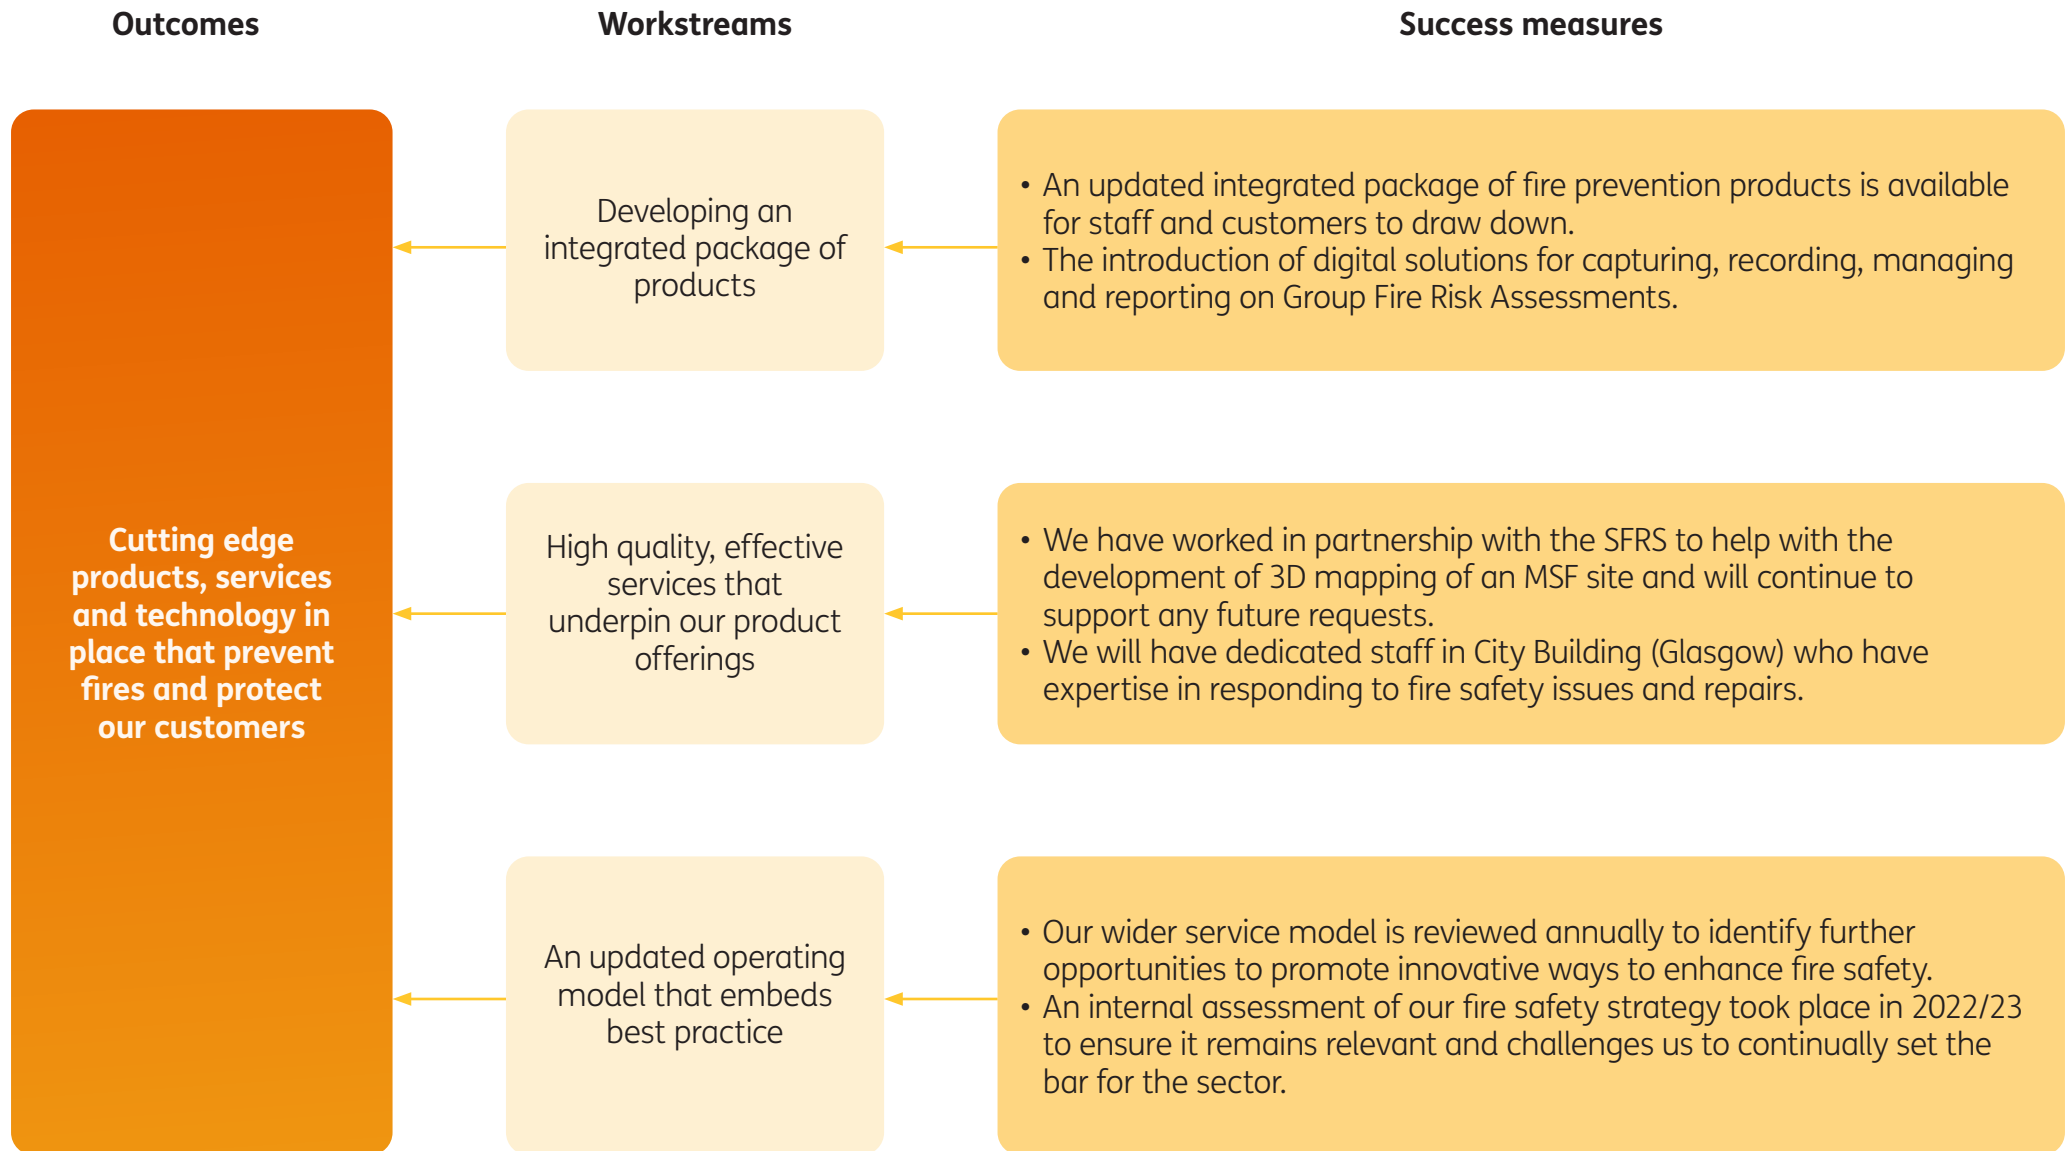 Outcomes
Workstreams
Success measures
Cutting edge
products, services
and technology in
place that prevent
fires and protect
our customers
Developing an
integrated package of
products
• An updated integrated package of fire prevention products is available
for staff and customers to draw down.
• The introduction of digital solutions for capturing, recording, managing
and reporting on Group Fire Risk Assessments.
High quality, effective
services that
underpin our product
offerings
• We have worked in partnership with the SFRS to help with the
development of 3D mapping of an MSF site and will continue to
support any future requests.
• We will have dedicated staff in City Building (Glasgow) who have
expertise in responding to fire safety issues and repairs.
An updated operating
model that embeds
best practice
• Our wider service model is reviewed annually to identify further
opportunities to promote innovative ways to enhance fire safety.
• An internal assessment of our fire safety strategy took place in 2022/23
to ensure it remains relevant and challenges us to continually set the
bar for the sector.